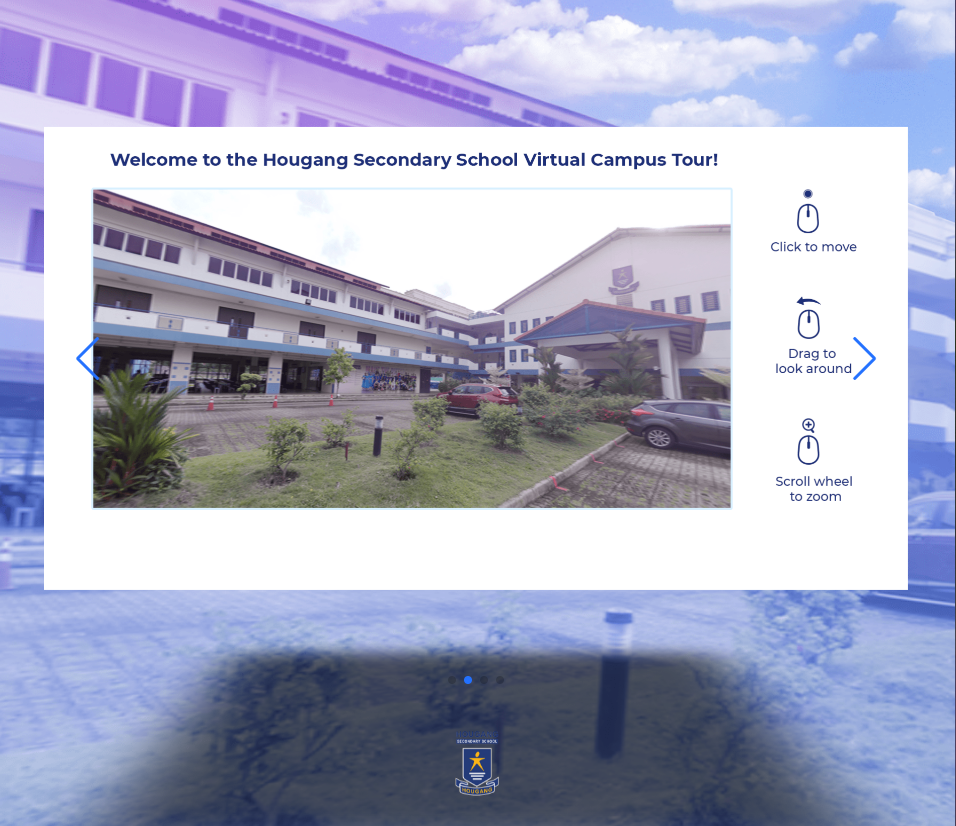 Welcome to the Hougang Secondary School Virtual Campus Tour!
Click to move
Drag to
look around
Scroll wheel
to zoom
SECONDARY SCHOOL
HOUGANG